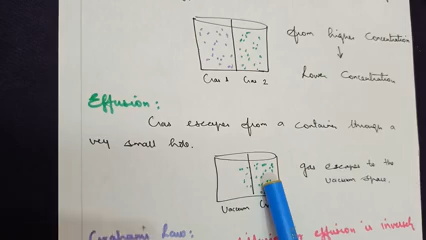 from higher Concentration
↓
Lower Concentration
Gas 1 Gas 2
Effusion:
Gas escapes from a container through a
very small hole.
gas escapes to the
vacuum space.
Vacuum
Graham's Law:
effusion is inversely